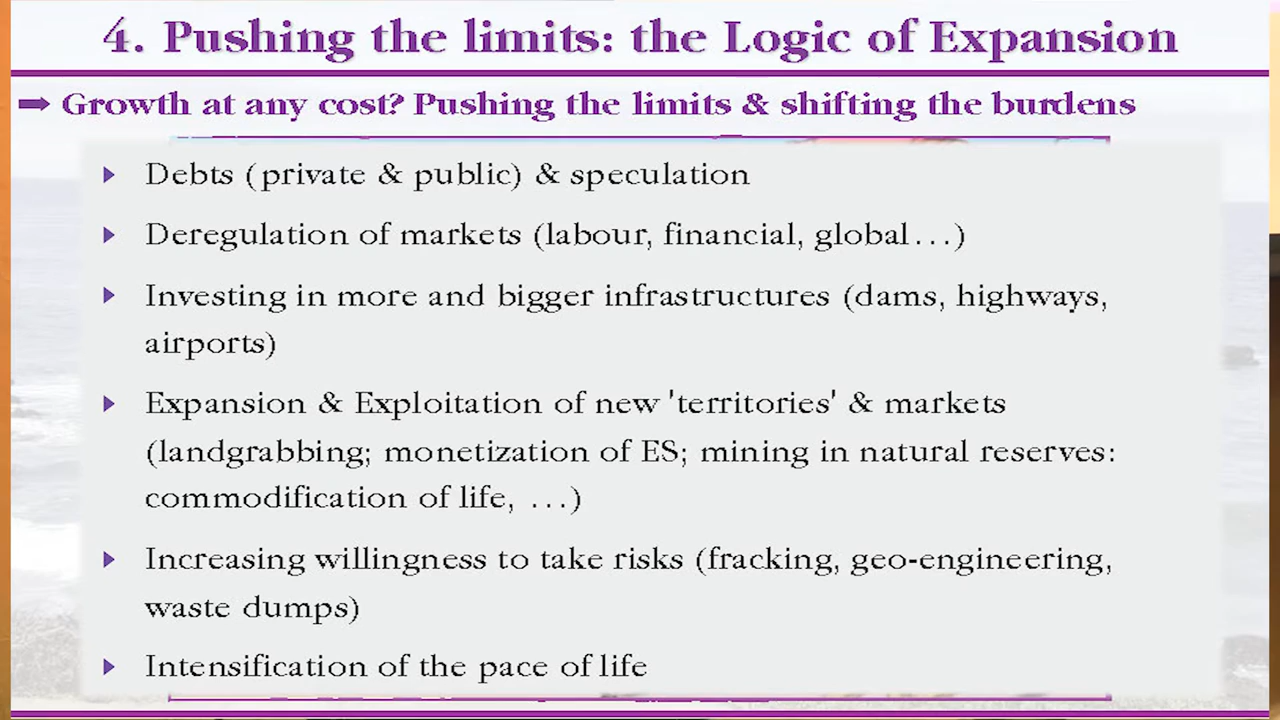 4. Pushing the limits: the Logic of Expansion
➡ Growth at any cost? Pushing the limits & shifting the burdens
Debts (private & public) & speculation
Deregulation of markets (labour, financial, global…)
Investing in more and bigger infrastructures (dams, highways,
airports)
Expansion & Exploitation of new 'territories' & markets
(landgrabbing; monetization of ES; mining in natural reserves:
commodification of life, …)
Increasing willingness to take risks (fracking, geo-engineering,
waste dumps)
Intensification of the pace of life